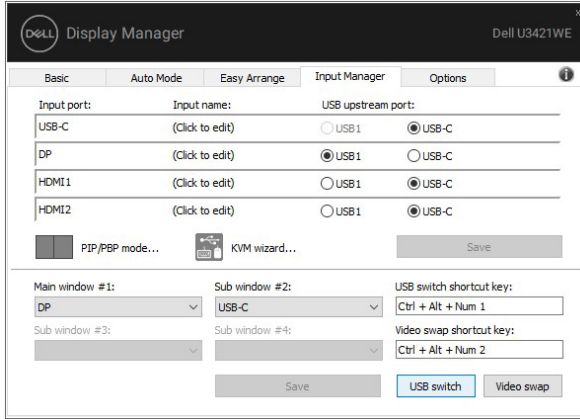 DELL Display Manager Dell U3421WE
Basic Auto Mode Easy Arrange Input Manager Options
Input port: Input name: USB upstream port:
USB-C (Click to edit) USB1 USB-C
DP (Click to edit) USB1 USB-C
HDMI1 (Click to edit) USB1 USB-C
HDMI2 (Click to edit) USB1 USB-C
PIP/PBP mode... KVM wizard... Save
Main window #1: Sub window #2: USB switch shortcut key:
DP USB-C Ctrl + Alt + Num 1
Sub window #3: Sub window #4: Video swap shortcut key:
Ctrl + Alt + Num 2
Save USB switch Video swap